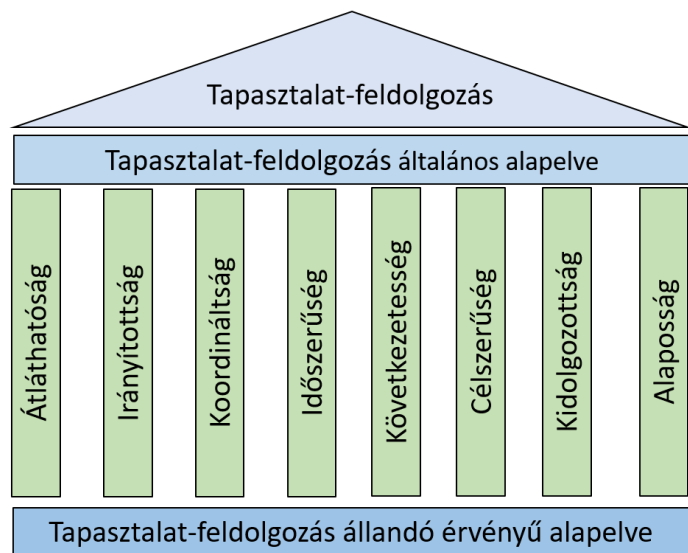 Tapasztalat-feldolgozás
Tapasztalat-feldolgozás általános alapelve
Átláthatóság
Irányítottság
Koordináltság
Időszerűség
Következetesség
Célszerűség
Kidolgozottság
Alaposság
Tapasztalat-feldolgozás állandó érvényű alapelve